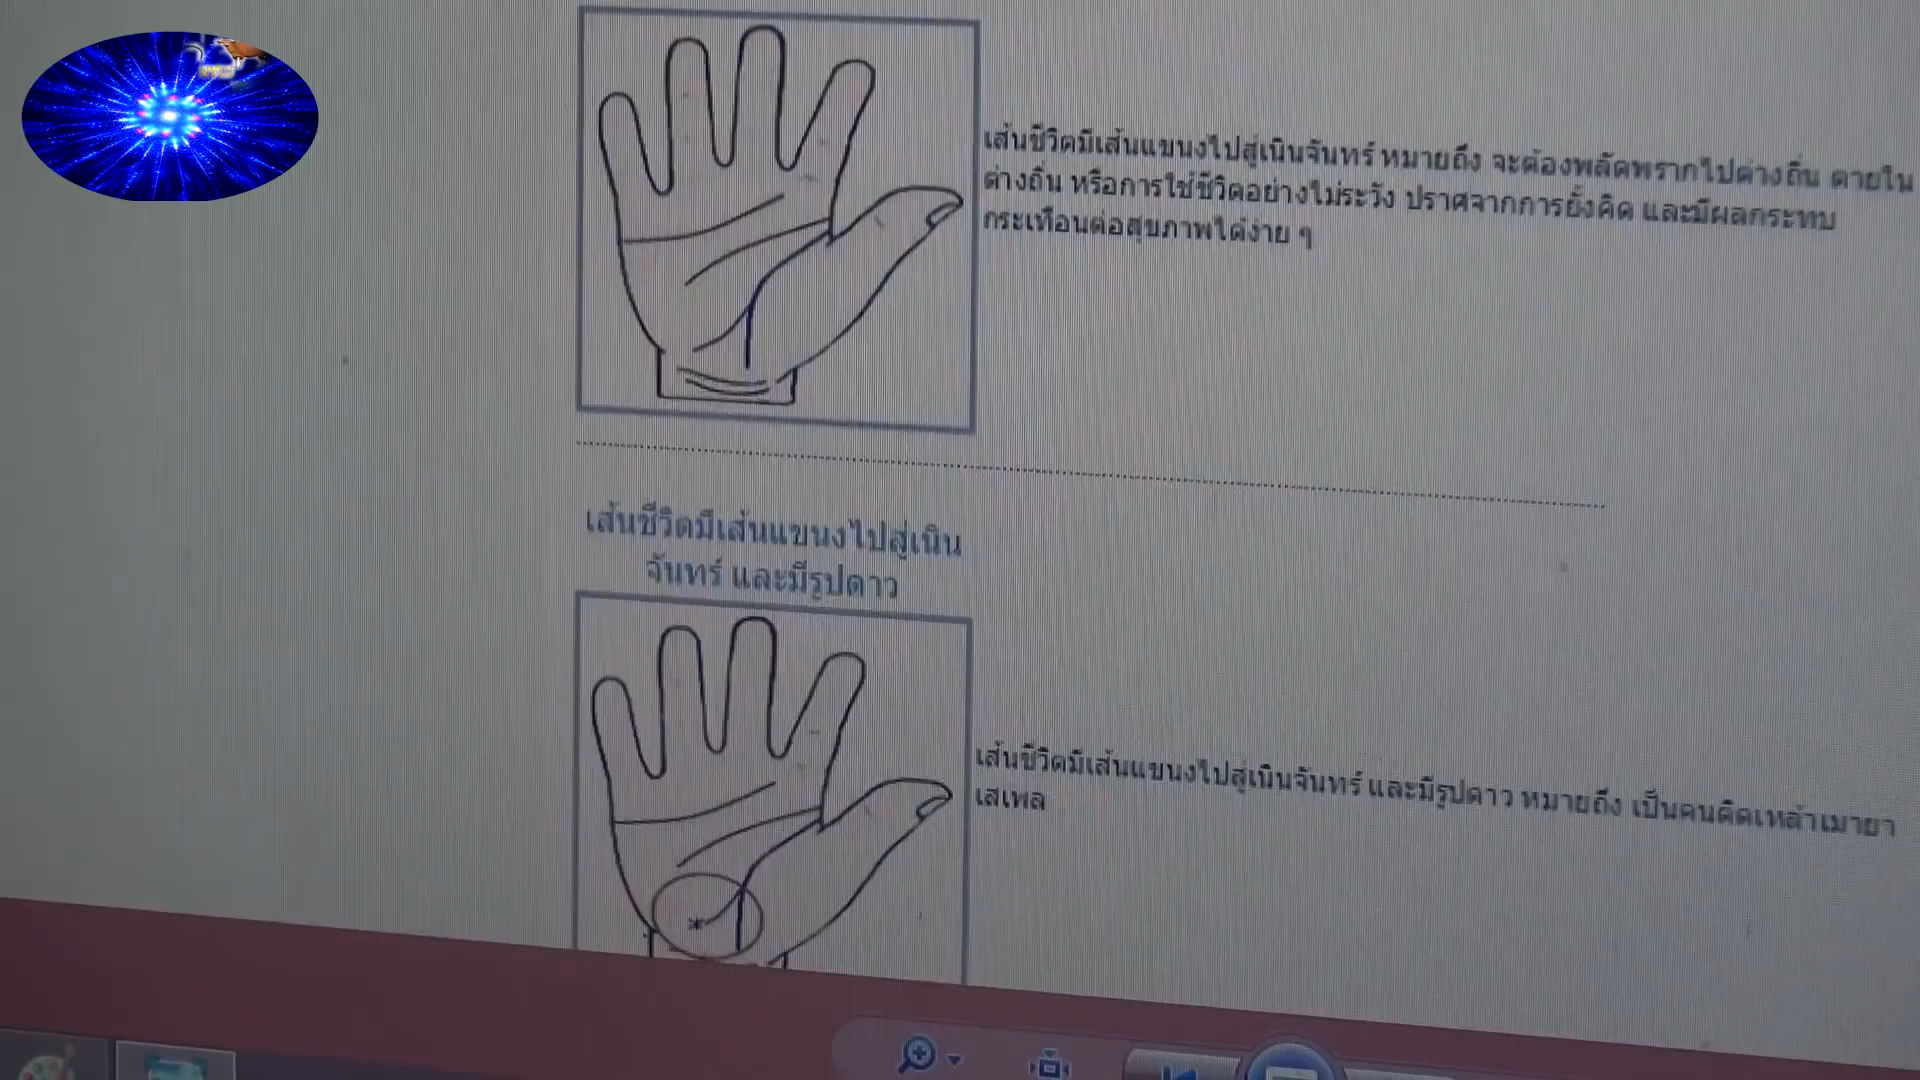 เส้นชีวิตมีเส้นแขนงไปสู่เนินจันทร์ หมายถึง จะต้องพลัดพรากไปต่างถิ่น ตายใน
ต่างถิ่น หรือการใช้ชีวิตอย่างไม่ระวัง ปราศจากการยั้งคิด และมีผลกระทบ
กระเทือนต่อสุขภาพได้ง่าย ๆ
เส้นชีวิตมีเส้นแขนงไปสู่เนิน
จันทร์ และมีรูปดาว
เส้นชีวิตมีเส้นแขนงไปสู่เนินจันทร์ และมีรูปดาว หมายถึง เป็นคนติดเหล้าเมายา
เสเพล